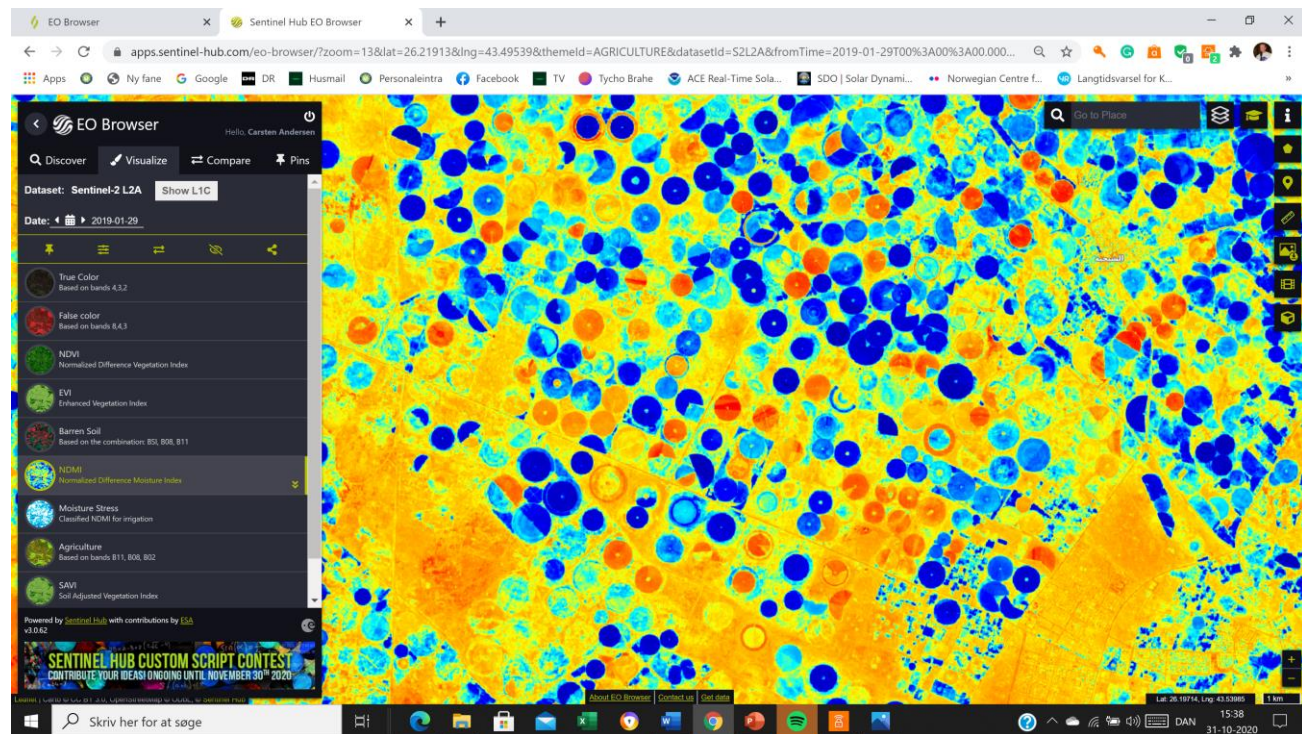 EO Browser
Sentinel Hub EO Browser
apps.sentinel-hub.com/eo-browser/?zoom=13&lat=26.21913&lng=43.49539&themeId=AGRICULTURE&datasetId=S2L2A&fromTime=2019-01-29T00%3A00%3A00.000...
Apps Ny fane Google DR Husmail Personaleintra Facebook TV Tycho Brahe ACE Real-Time Sola... SDO | Solar Dynami... Norwegian Centre f... Langtidsvarsel for K... »
EO Browser
Hello, Carsten Andersen
Go to Place
Discover Visualize Compare Pins
Dataset: Sentinel-2 L2A Show L1C
Date: 2019-01-29
True Color
Based on bands 4,3,2
False color
Based on bands 8,4,3
NDVI
Normalized Difference Vegetation Index
EVI
Enhanced Vegetation Index
Barren Soil
Based on the combination: BSI, B08, B11
NDMI
Normalized Difference Moisture Index
Moisture Stress
Classified NDMI for irrigation
Agriculture
Based on bands B11, B08, B02
SAVI
Soil Adjusted Vegetation Index
Powered by Sentinel Hub with contributions by ESA
v3.0.62
SENTINEL HUB CUSTOM SCRIPT CONTEST
CONTRIBUTE YOUR IDEAS! ONGOING UNTIL NOVEMBER 30TH 2020
About EO Browser Contact us Get data
Lat: 26.19714, Lng: 43.53985 1 km
Skriv her for at søge
DAN
15:38
31-10-2020